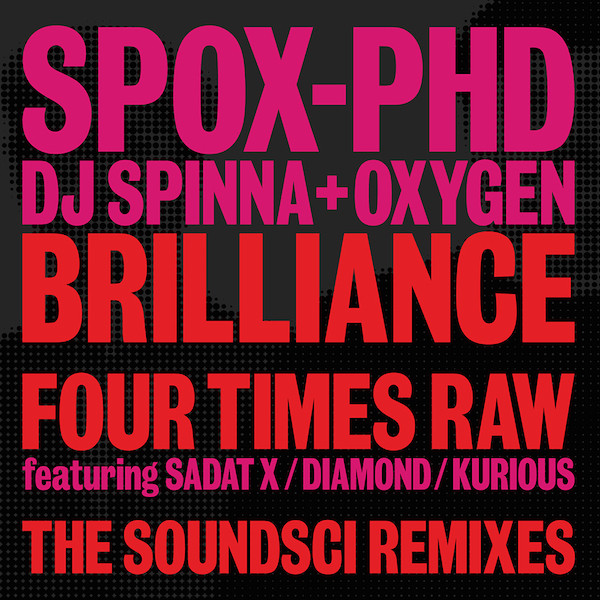 SPOX-PHD
DJ SPINNA+OXYGEN
BRILLIANCE
FOUR TIMES RAW
featuring SADAT X / DIAMOND / KURIOUS
THE SOUNDSCI REMIXES